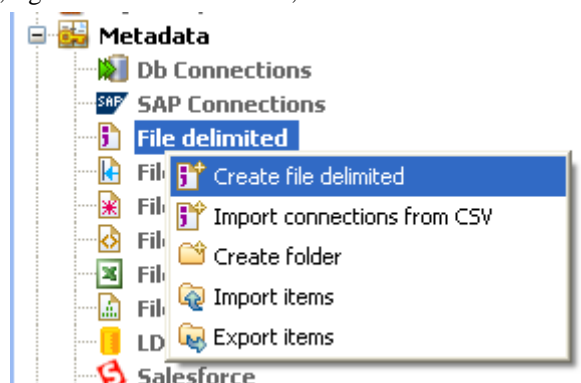 Metadata
Db Connections
SAP Connections
File delimited
Create file delimited
Import connections from CSV
Create folder
Import items
Export items
Salesforce